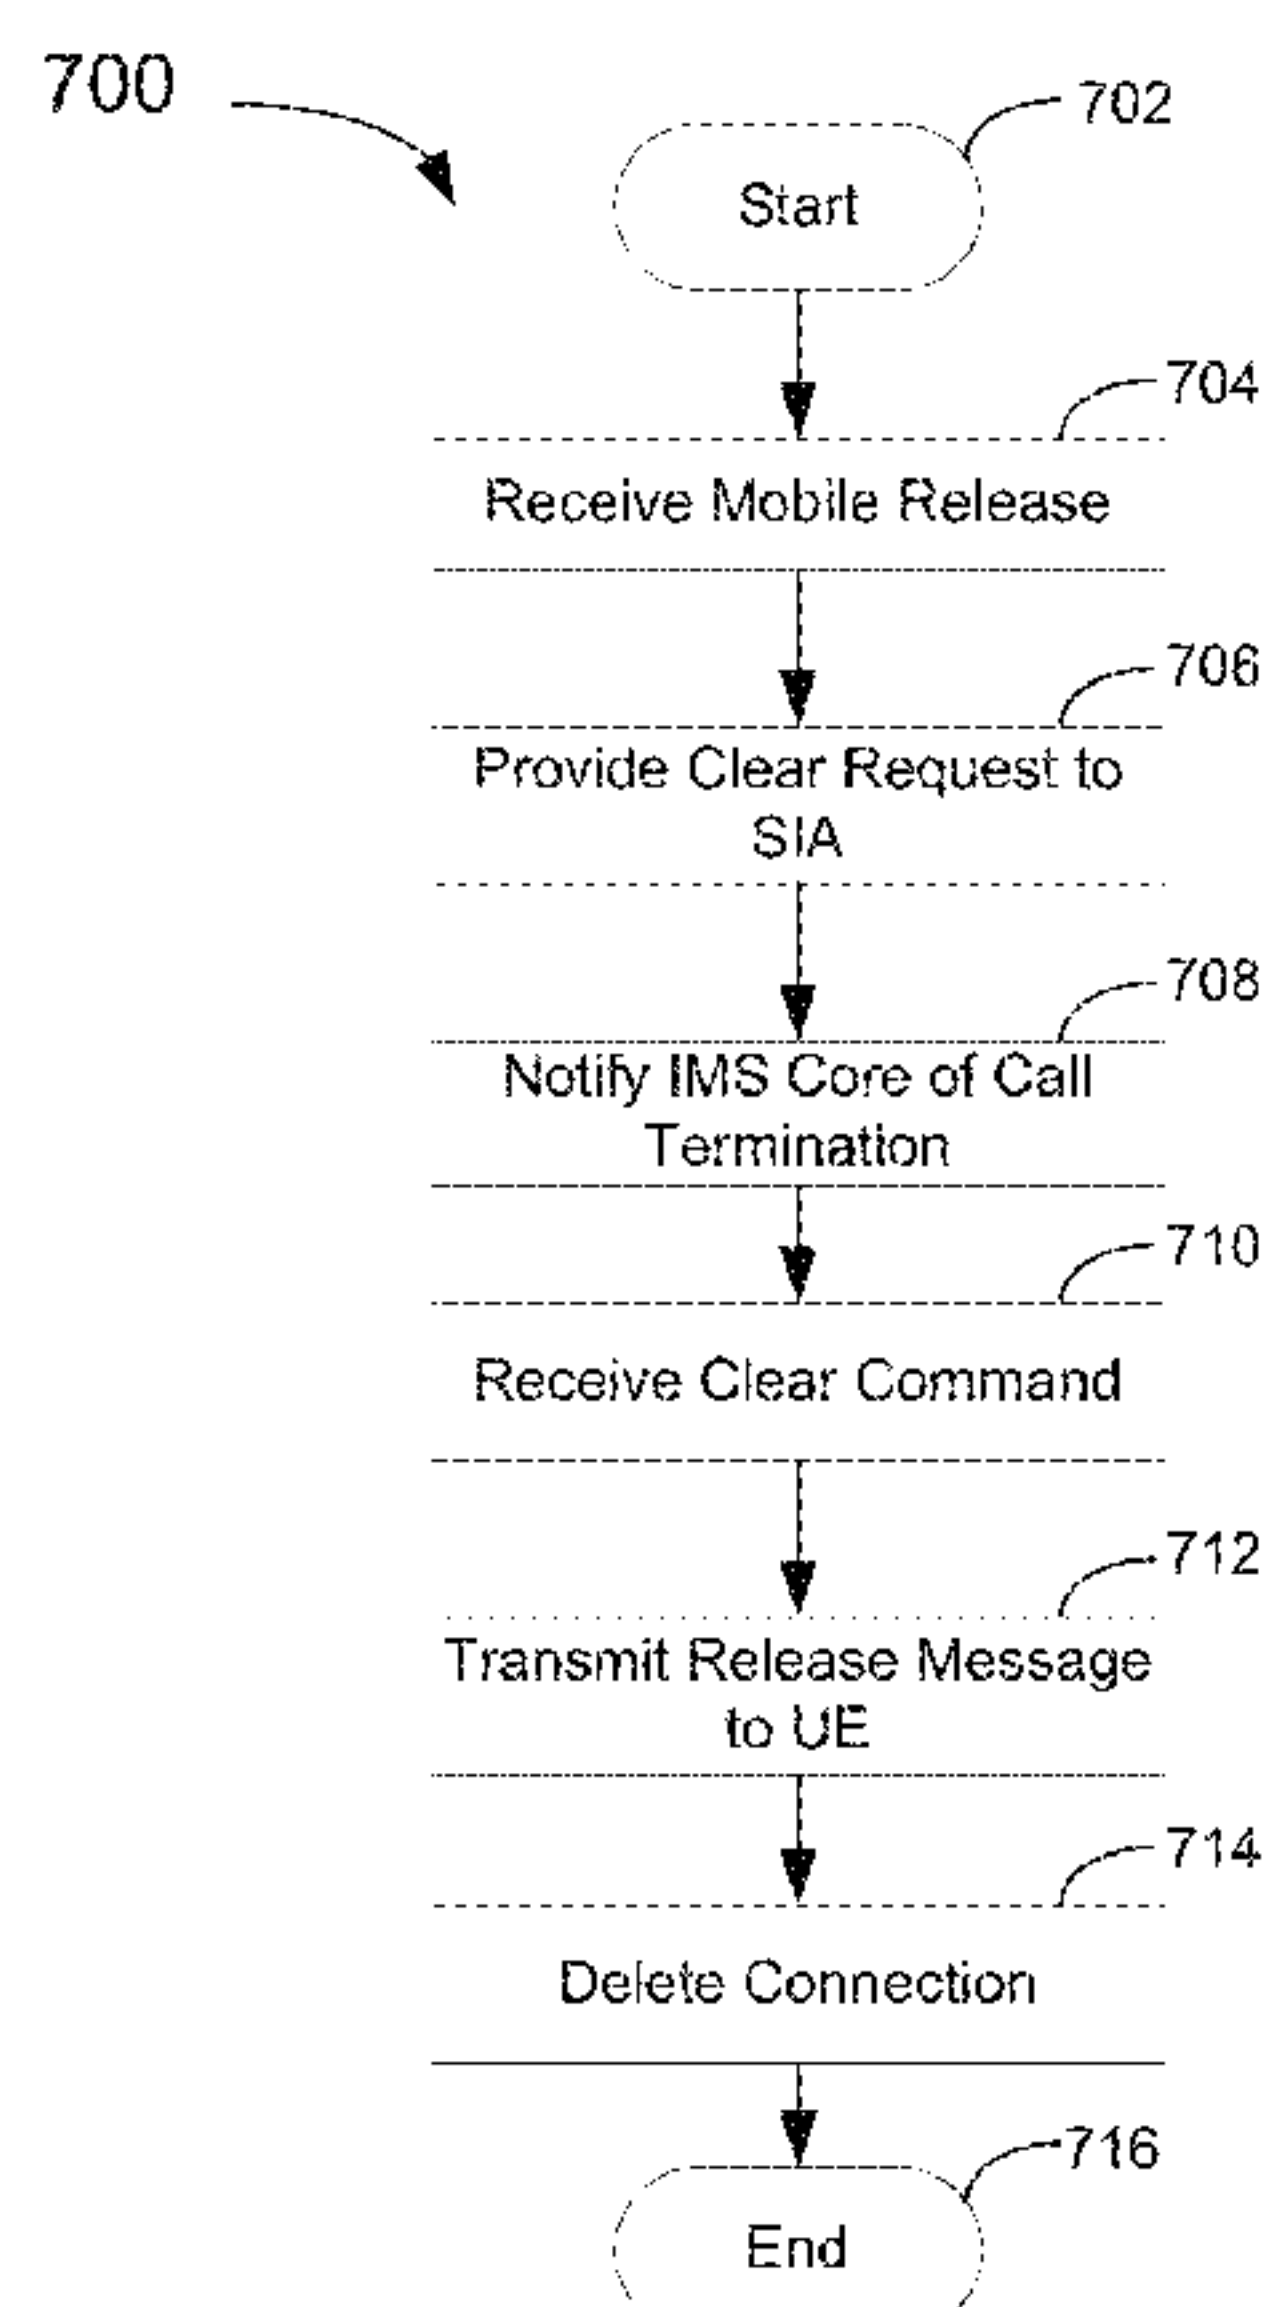 700
702
Start
704
Receive Mobile Release
706
Provide Clear Request to
SIA
708
Notify IMS Core of Call
Termination
710
Receive Clear Command
712
Transmit Release Message
to UE
714
Delete Connection
716
End